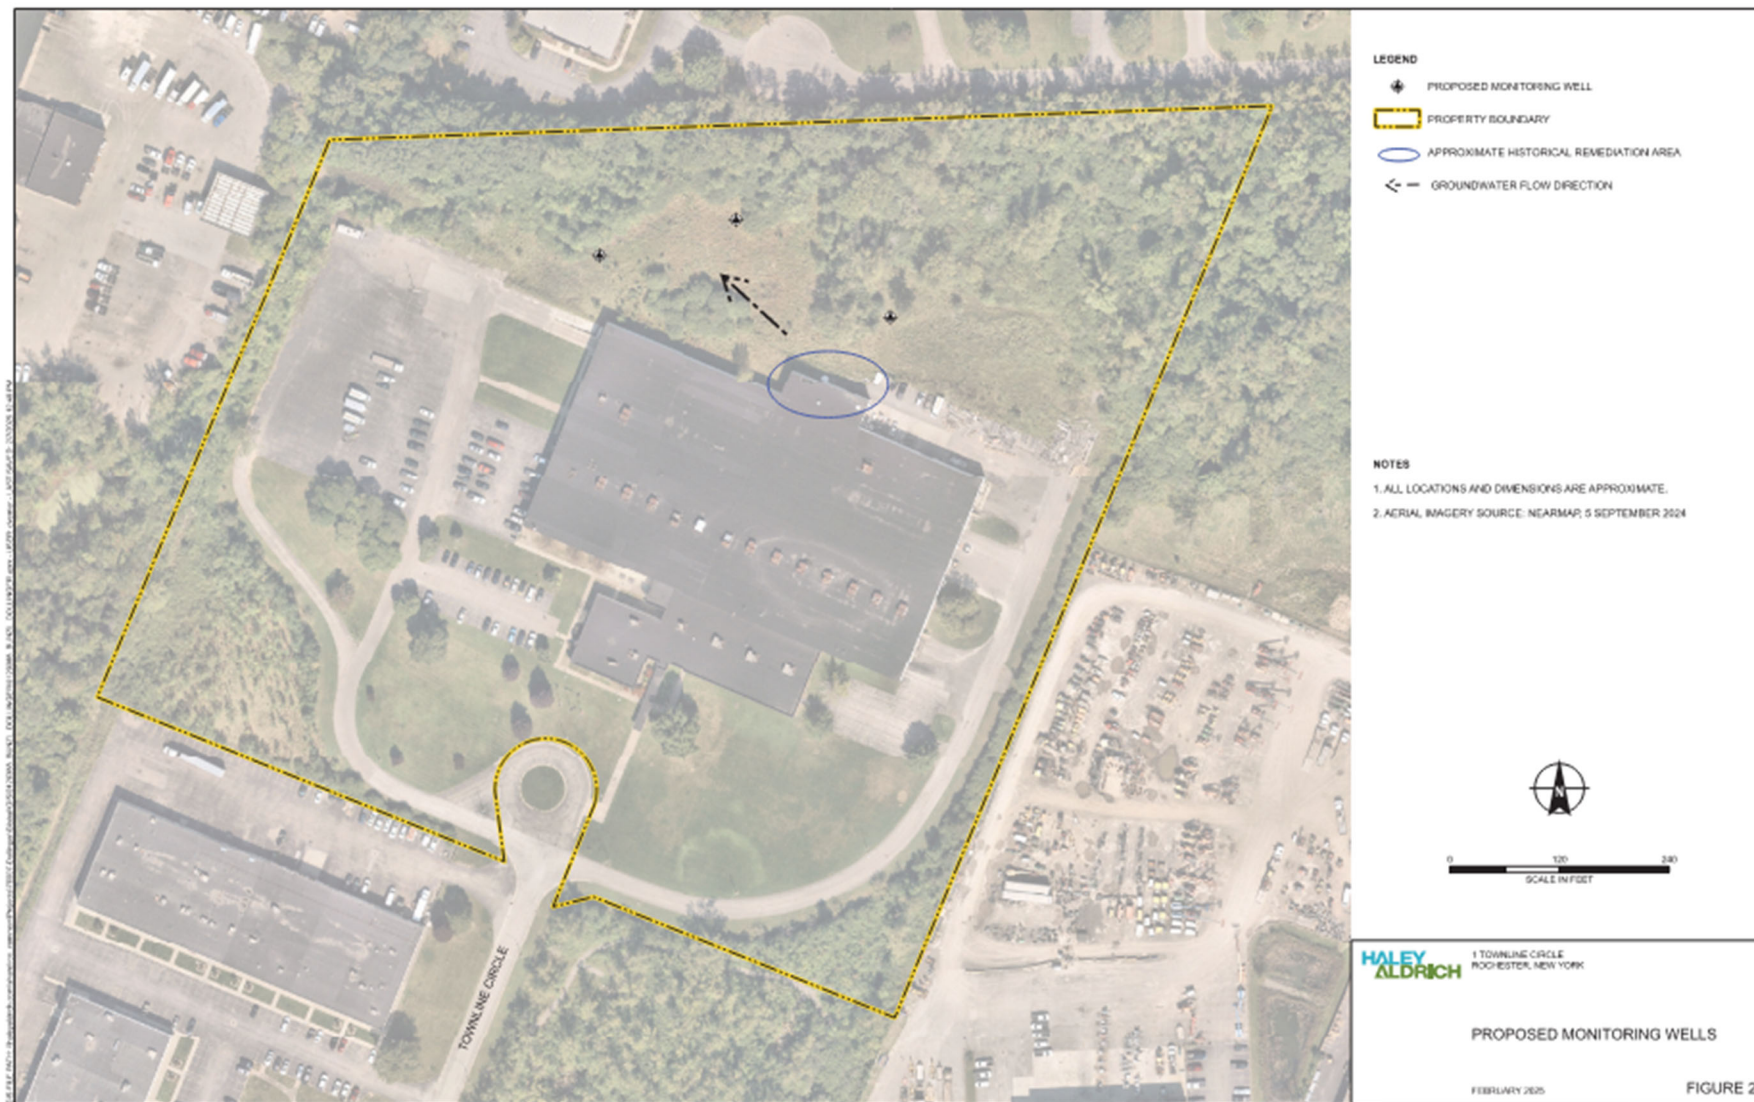 LEGEND
PROPOSED MONITORING WELL
PROPERTY BOUNDARY
APPROXIMATE HISTORICAL REMEDIATION AREA
GROUNDWATER FLOW DIRECTION
NOTES
1. ALL LOCATIONS AND DIMENSIONS ARE APPROXIMATE.
2. AERIAL IMAGERY SOURCE: NEARMAP, 5 SEPTEMBER 2024
N
0 120 240
SCALE IN FEET
TOWNLINE CIRCLE
HALEY
ALDRICH
1 TOWNLINE CIRCLE
ROCHESTER, NEW YORK
PROPOSED MONITORING WELLS
FEBRUARY 2025
FIGURE 2